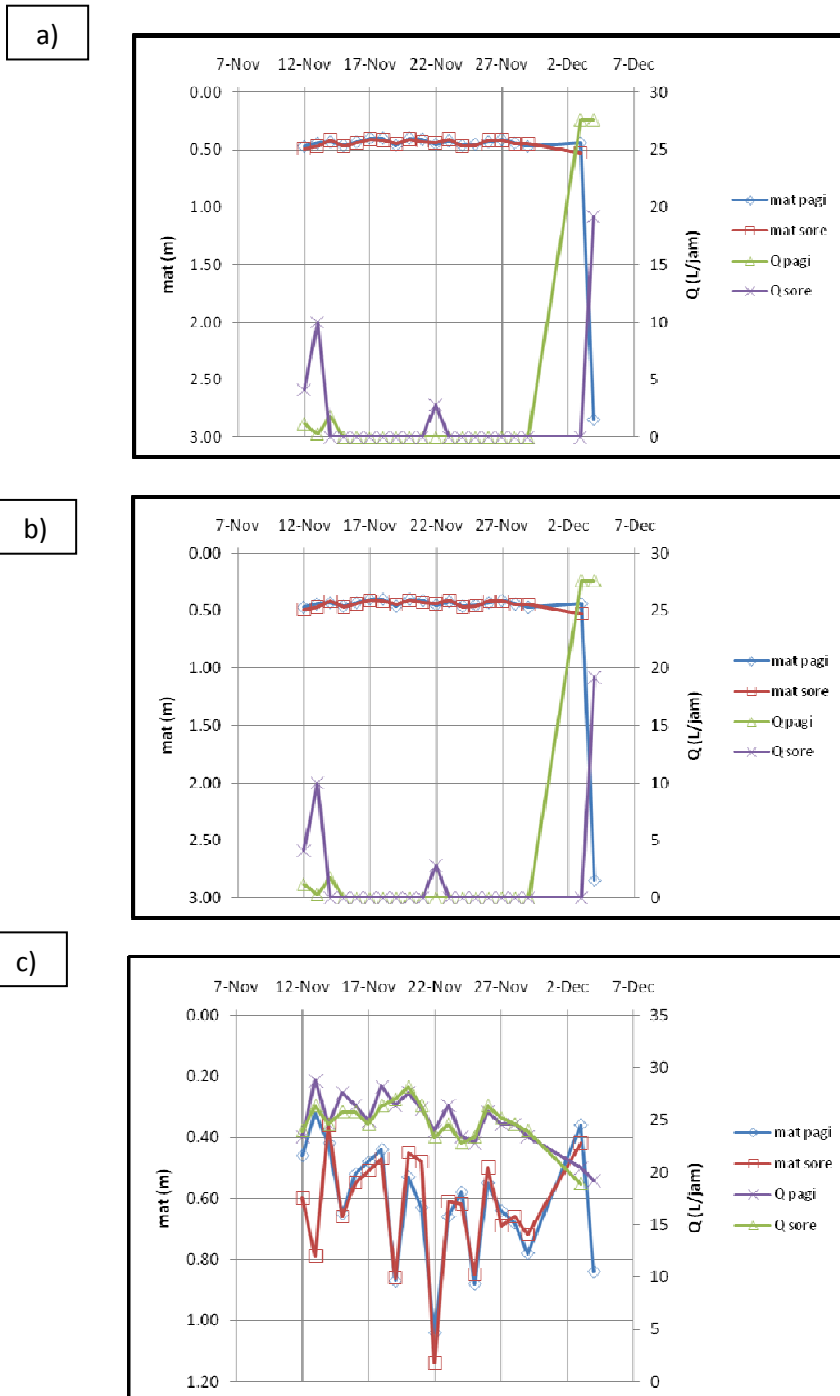 a)
7-Nov 12-Nov 17-Nov 22-Nov 27-Nov 2-Dec 7-Dec
0.00
0.50
1.00
1.50
2.00
2.50
3.00
mat (m)
30
25
20
15
10
5
0
Q (L/jam)
mat pagi
mat sore
Q pagi
Q sore
b)
7-Nov 12-Nov 17-Nov 22-Nov 27-Nov 2-Dec 7-Dec
0.00
0.50
1.00
1.50
2.00
2.50
3.00
mat (m)
30
25
20
15
10
5
0
Q (L/jam)
mat pagi
mat sore
Q pagi
Q sore
c)
7-Nov 12-Nov 17-Nov 22-Nov 27-Nov 2-Dec 7-Dec
0.00
0.20
0.40
0.60
0.80
1.00
1.20
mat (m)
35
30
25
20
15
10
5
0
Q (L/jam)
mat pagi
mat sore
Q pagi
Q sore